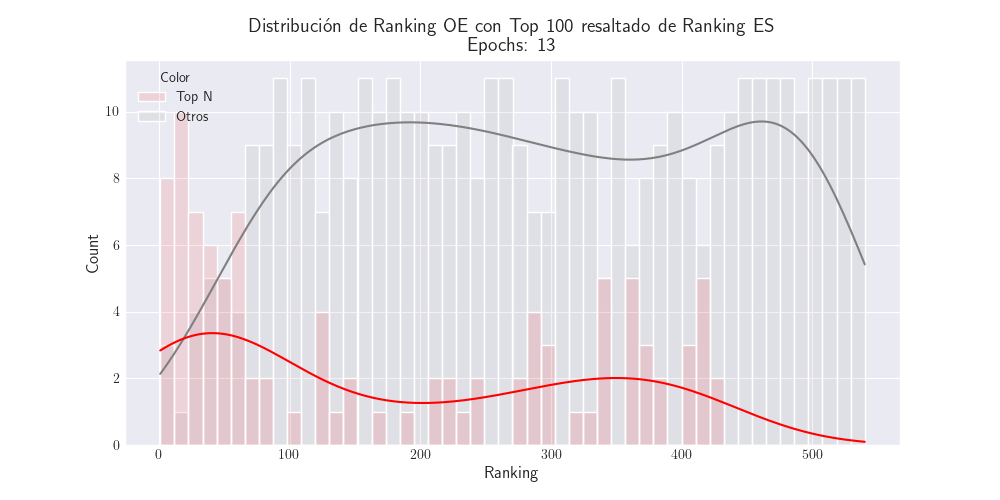 Distribución de Ranking OE con Top 100 resaltado de Ranking ES
Epochs: 13
Color
Top N
Otros
Count
10
8
6
4
2
0
0 100 200 300 400 500
Ranking